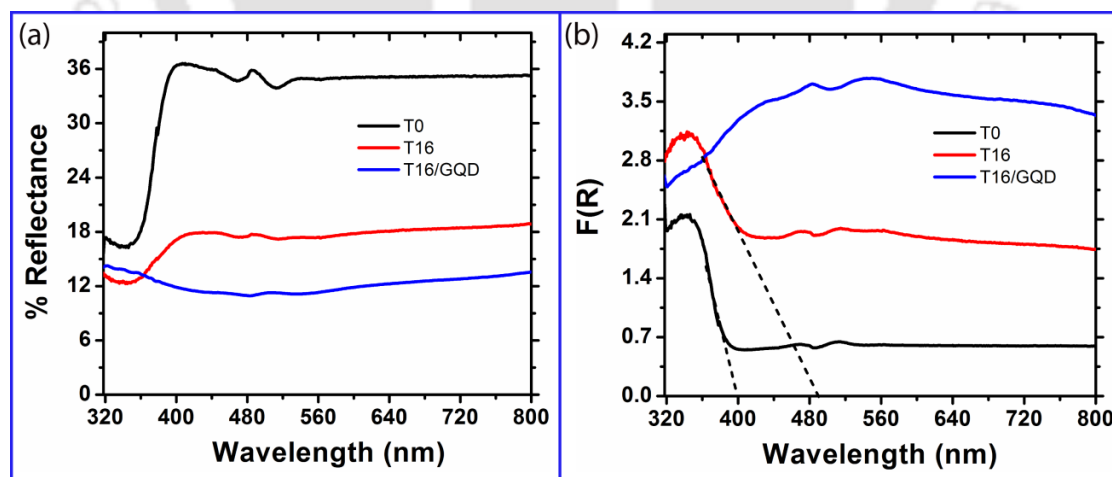 (a)
% Reflectance
36
30
24
18
12
6
0
T0
T16
T16/GQD
320 400 480 560 640 720 800
Wavelength (nm)
(b)
F(R)
4.2
3.5
2.8
2.1
1.4
0.7
0.0
T0
T16
T16/GQD
320 400 480 560 640 720 800
Wavelength (nm)